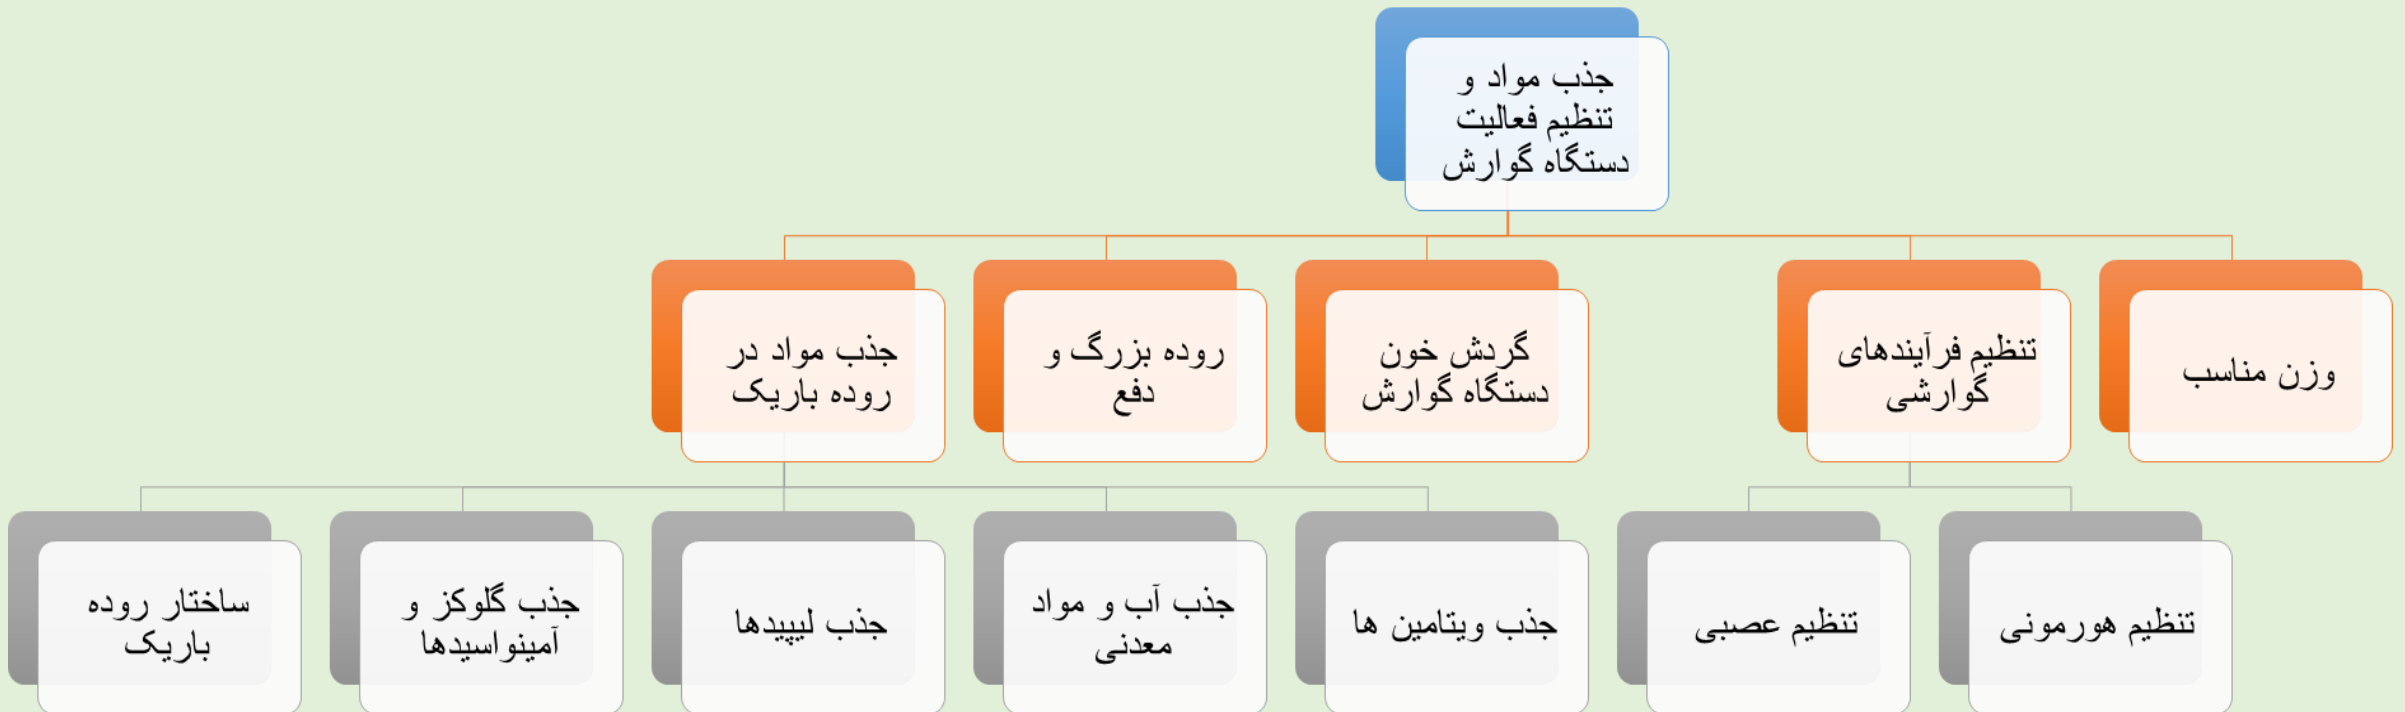 جذب مواد و
تنظیم فعالیت
دستگاه گوارش
جذب مواد در
روده باریک
روده بزرگ و
دفع
گردش خون
دستگاه گوارش
تنظیم فرآیندهای
گوارشی
وزن مناسب
ساختار روده
باریک
جذب گلوکز و
آمینواسیدها
جذب لیپیدها
جذب آب و مواد
معدنی
جذب ویتامین ها
تنظیم عصبی
تنظیم هورمونی